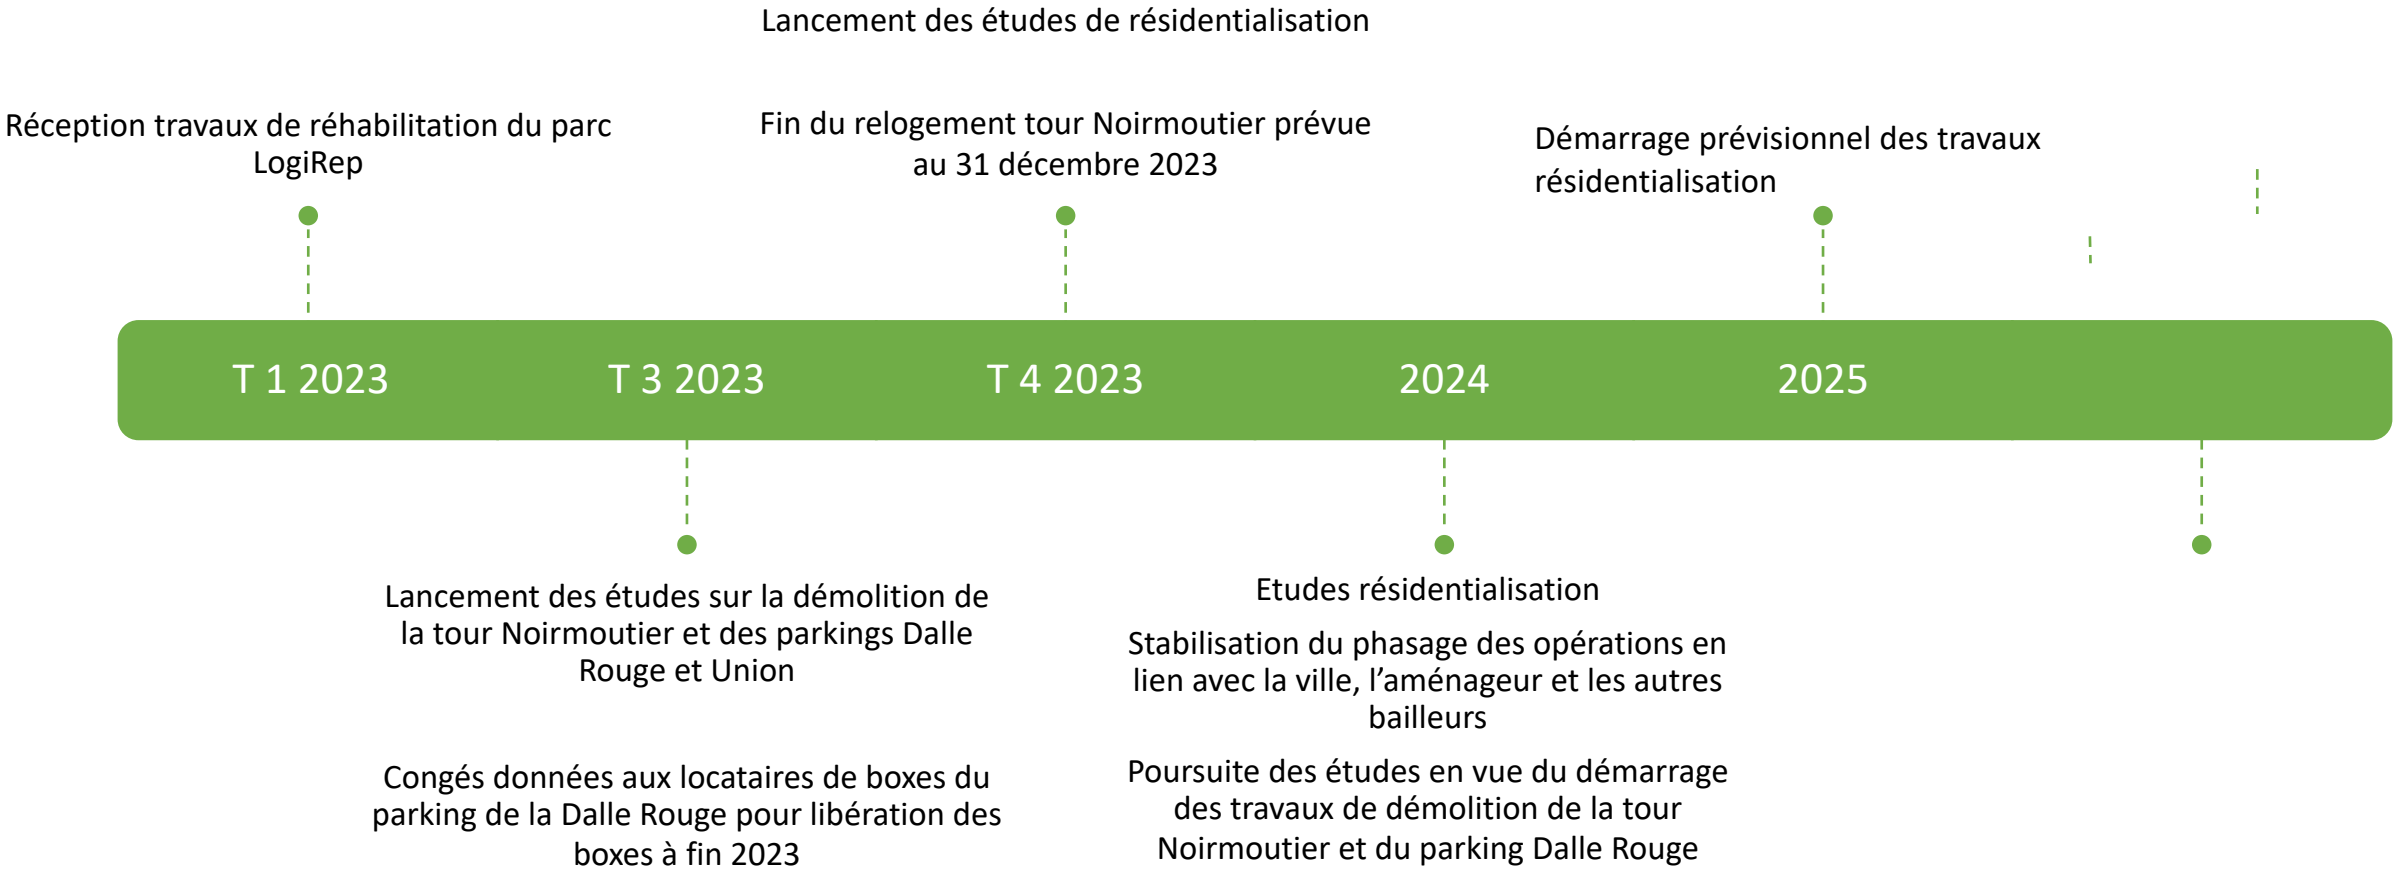 Lancement des études de résidentialisation
Réception travaux de réhabilitation du parc
LogiRep
Fin du relogement tour Noirmoutier prévue
au 31 décembre 2023
Démarrage prévisionnel des travaux
résidentialisation
T 1 2023
T 3 2023
T 4 2023
2024
2025
Lancement des études sur la démolition de
la tour Noirmoutier et des parkings Dalle
Rouge et Union
Congés données aux locataires de boxes du
parking de la Dalle Rouge pour libération des
boxes à fin 2023
Etudes résidentialisation
Stabilisation du phasage des opérations en
lien avec la ville, l’aménageur et les autres
bailleurs
Poursuite des études en vue du démarrage
des travaux de démolition de la tour
Noirmoutier et du parking Dalle Rouge